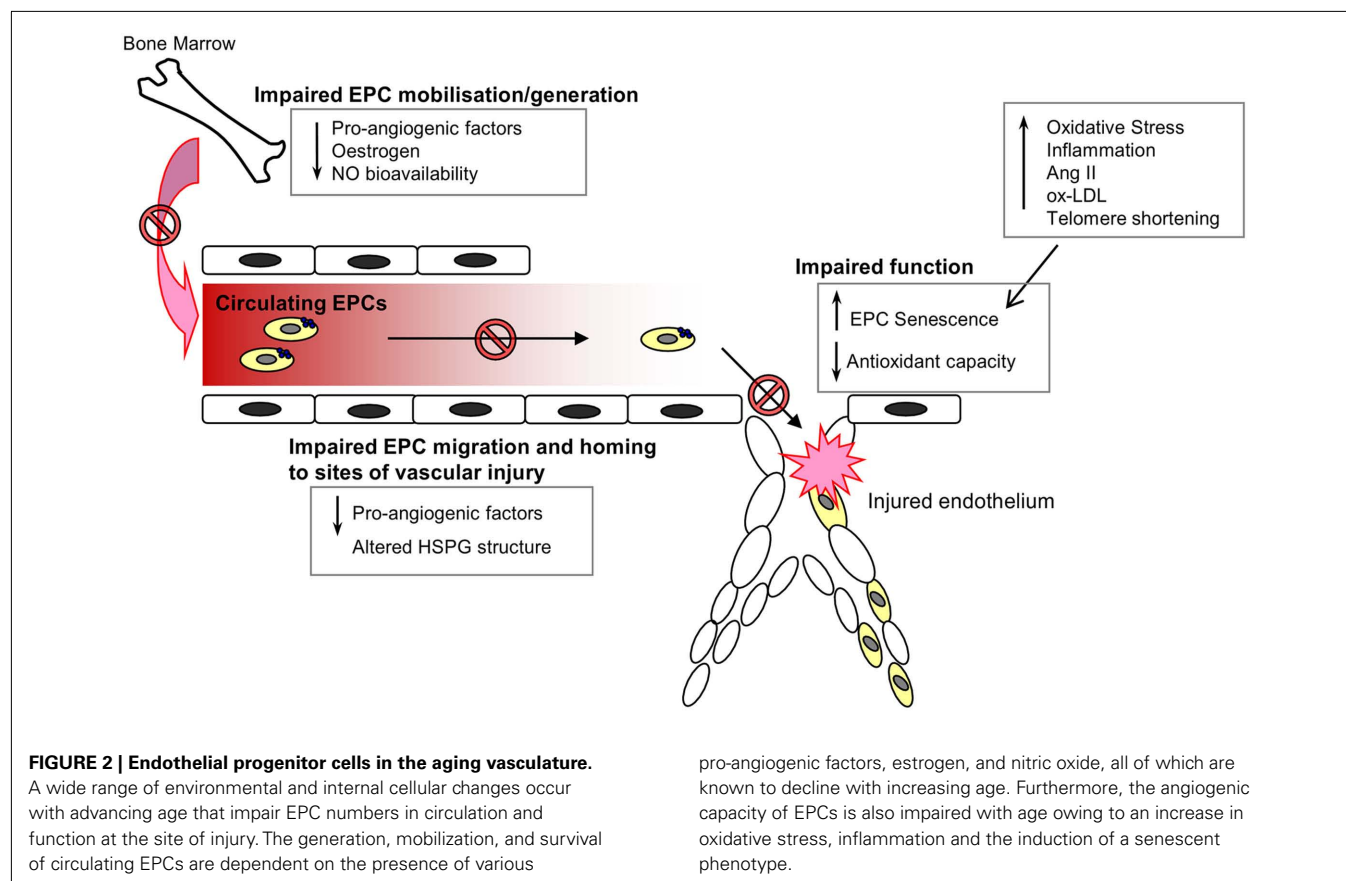 Bone Marrow
Impaired EPC mobilisation/generation
Pro-angiogenic factors
Oestrogen
NO bioavailability
Oxidative Stress
Inflammation
Ang II
ox-LDL
Telomere shortening
Impaired function
EPC Senescence
Antioxidant capacity
Circulating EPCs
Impaired EPC migration and homing
to sites of vascular injury
Pro-angiogenic factors
Altered HSPG structure
Injured endothelium
FIGURE 2 | Endothelial progenitor cells in the aging vasculature.
A wide range of environmental and internal cellular changes occur
with advancing age that impair EPC numbers in circulation and
function at the site of injury. The generation, mobilization, and survival
of circulating EPCs are dependent on the presence of various
pro-angiogenic factors, estrogen, and nitric oxide, all of which are
known to decline with increasing age. Furthermore, the angiogenic
capacity of EPCs is also impaired with age owing to an increase in
oxidative stress, inflammation and the induction of a senescent
phenotype.